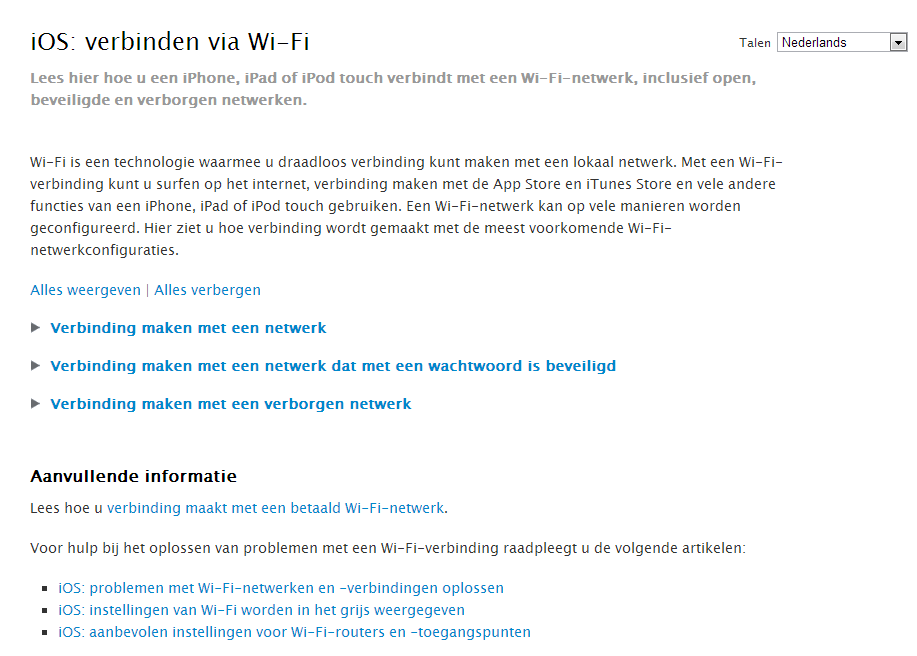 iOS: verbinden via Wi-Fi
Talen Nederlands
Lees hier hoe u een iPhone, iPad of iPod touch verbindt met een Wi-Fi-netwerk, inclusief open,
beveiligde en verborgen netwerken.
Wi-Fi is een technologie waarmee u draadloos verbinding kunt maken met een lokaal netwerk. Met een Wi-Fi-
verbinding kunt u surfen op het internet, verbinding maken met de App Store en iTunes Store en vele andere
functies van een iPhone, iPad of iPod touch gebruiken. Een Wi-Fi-netwerk kan op vele manieren worden
geconfigureerd. Hier ziet u hoe verbinding wordt gemaakt met de meest voorkomende Wi-Fi-
netwerkconfiguraties.
Alles weergeven | Alles verbergen
Verbinding maken met een netwerk
Verbinding maken met een netwerk dat met een wachtwoord is beveiligd
Verbinding maken met een verborgen netwerk
Aanvullende informatie
Lees hoe u verbinding maakt met een betaald Wi-Fi-netwerk.
Voor hulp bij het oplossen van problemen met een Wi-Fi-verbinding raadpleegt u de volgende artikelen:
iOS: problemen met Wi-Fi-netwerken en -verbindingen oplossen
iOS: instellingen van Wi-Fi worden in het grijs weergegeven
iOS: aanbevolen instellingen voor Wi-Fi-routers en -toegangspunten